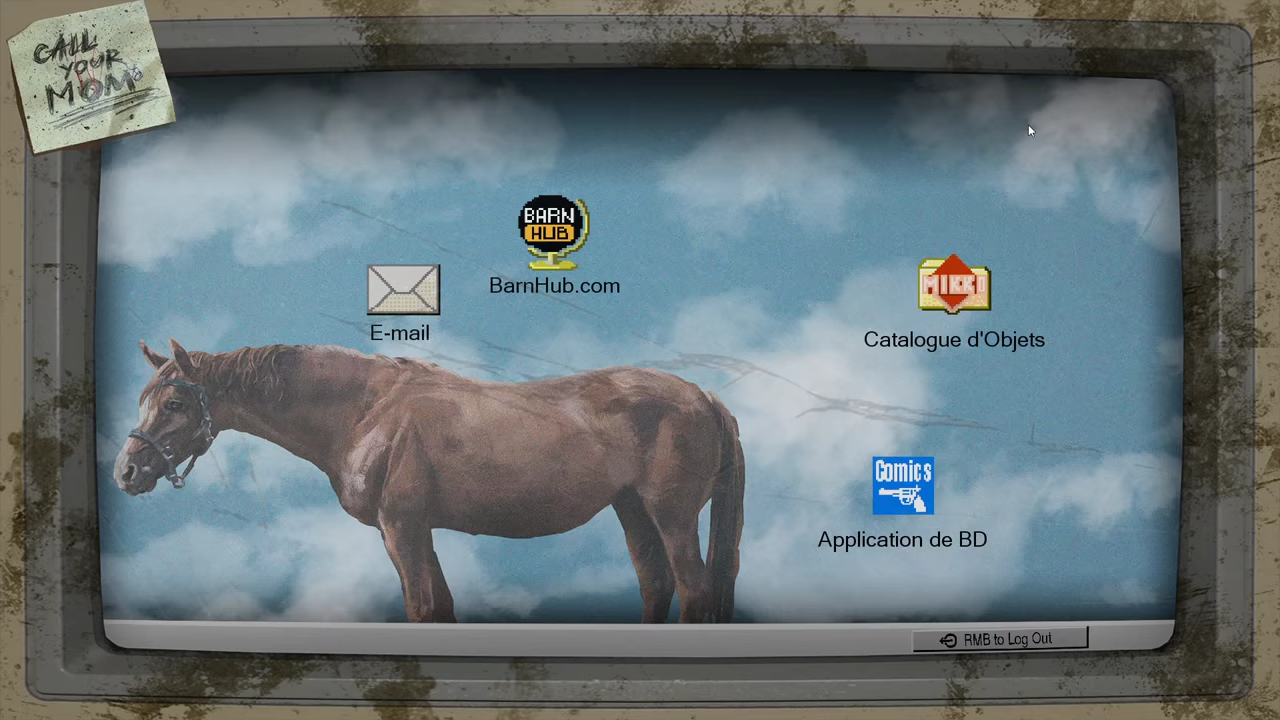 CALL
YOUR
MOM
BARN
HUB
BarnHub.com
E-mail
MIKKO
Catalogue d'Objets
Comics
Application de BD
RMB to Log Out